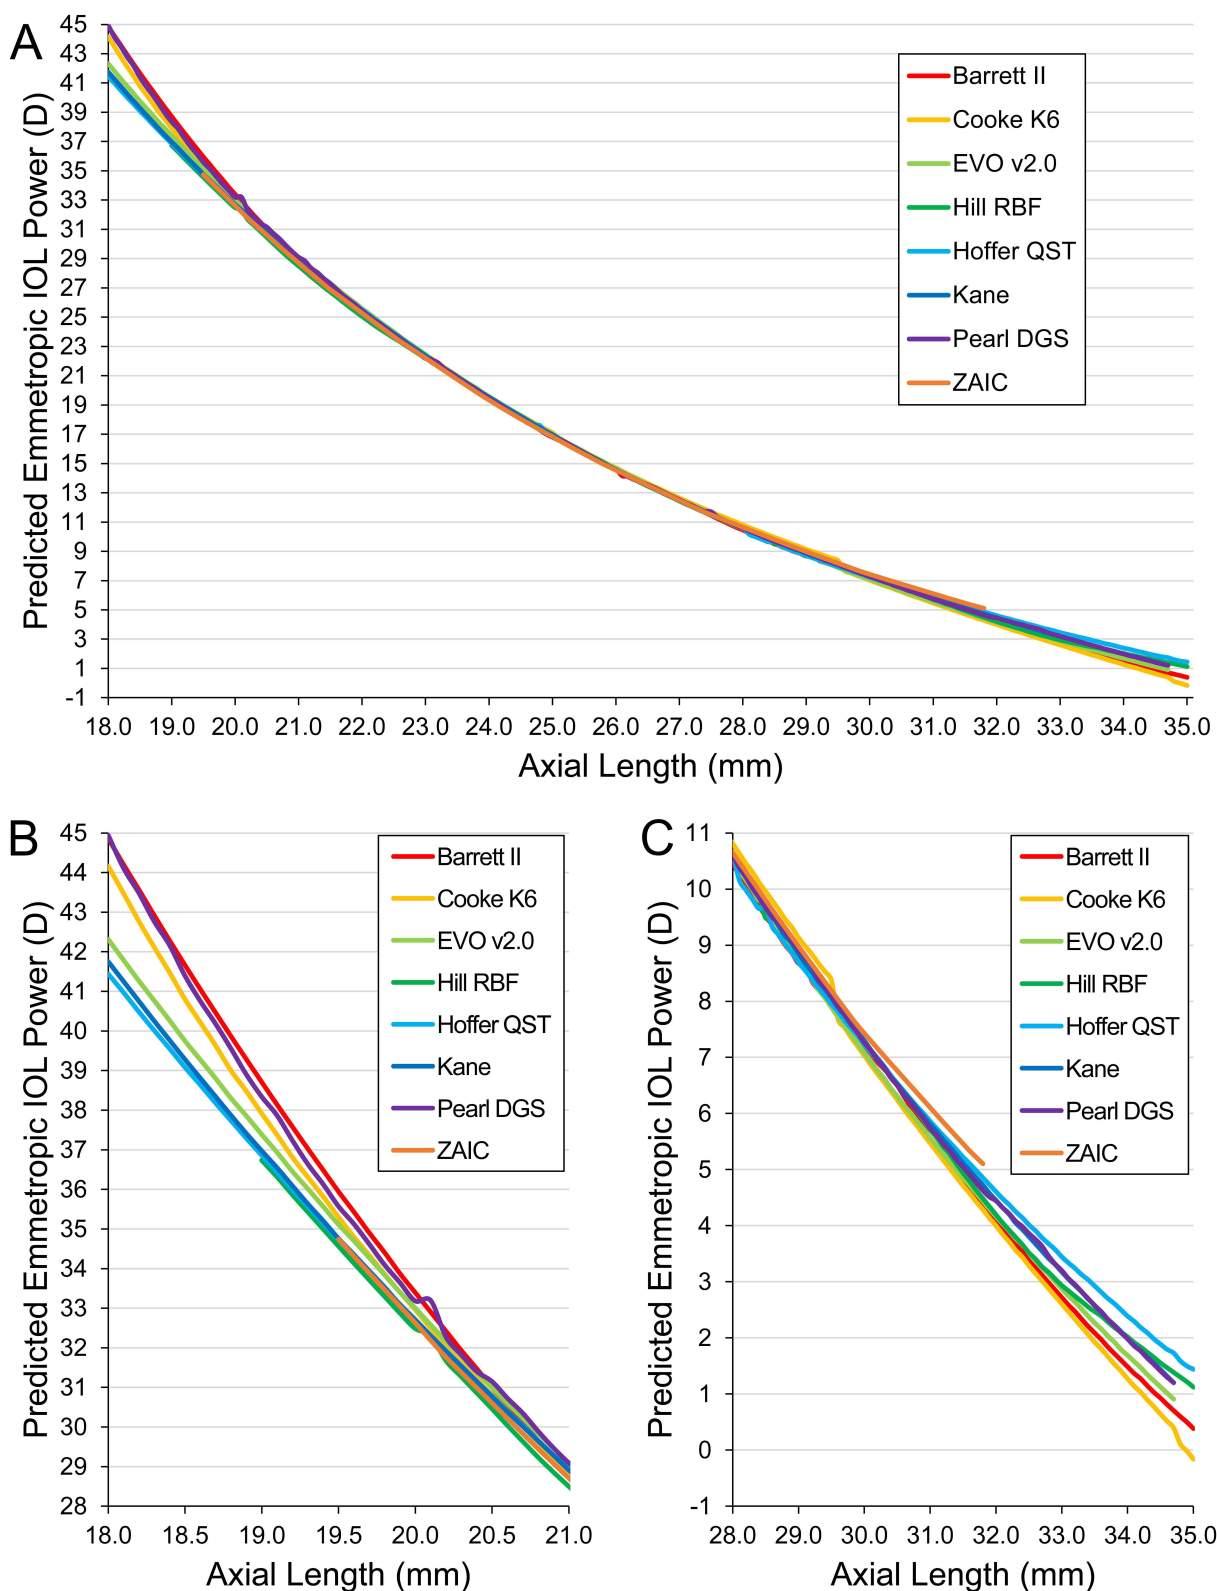 A
Predicted Emmetropic IOL Power (D)
45
43
41
39
37
35
33
31
29
27
25
23
21
19
17
15
13
11
9
7
5
3
1
-1
Barrett II
Cooke K6
EVO v2.0
Hill RBF
Hoffer QST
Kane
Pearl DGS
ZAIC
18.0 19.0 20.0 21.0 22.0 23.0 24.0 25.0 26.0 27.0 28.0 29.0 30.0 31.0 32.0 33.0 34.0 35.0
Axial Length (mm)
B
Predicted Emmetropic IOL Power (D)
45
44
43
42
41
40
39
38
37
36
35
34
33
32
31
30
29
28
Barrett II
Cooke K6
EVO v2.0
Hill RBF
Hoffer QST
Kane
Pearl DGS
ZAIC
18.0 18.5 19.0 19.5 20.0 20.5 21.0
Axial Length (mm)
C
Predicted Emmetropic IOL Power (D)
11
10
9
8
7
6
5
4
3
2
1
0
-1
Barrett II
Cooke K6
EVO v2.0
Hill RBF
Hoffer QST
Kane
Pearl DGS
ZAIC
28.0 29.0 30.0 31.0 32.0 33.0 34.0 35.0
Axial Length (mm)